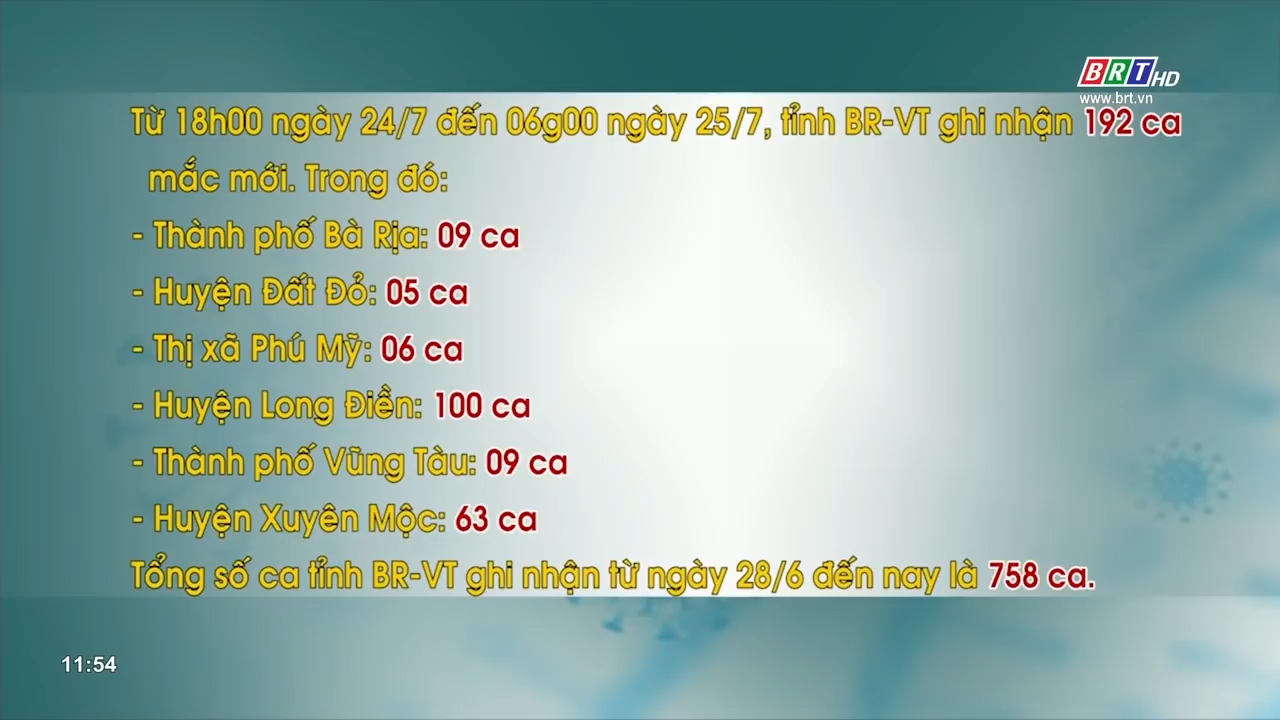 BRT HD
www.brt.vn
Từ 18h00 ngày 24/7 đến 06g00 ngày 25/7, tỉnh BR-VT ghi nhận 192 ca
mắc mới. Trong đó:
- Thành phố Bà Rịa: 09 ca
- Huyện Đất Đỏ: 05 ca
- Thị xã Phú Mỹ: 06 ca
- Huyện Long Điền: 100 ca
- Thành phố Vũng Tàu: 09 ca
- Huyện Xuyên Mộc: 63 ca
Tổng số ca tỉnh BR-VT ghi nhận từ ngày 28/6 đến nay là 758 ca.
11:54